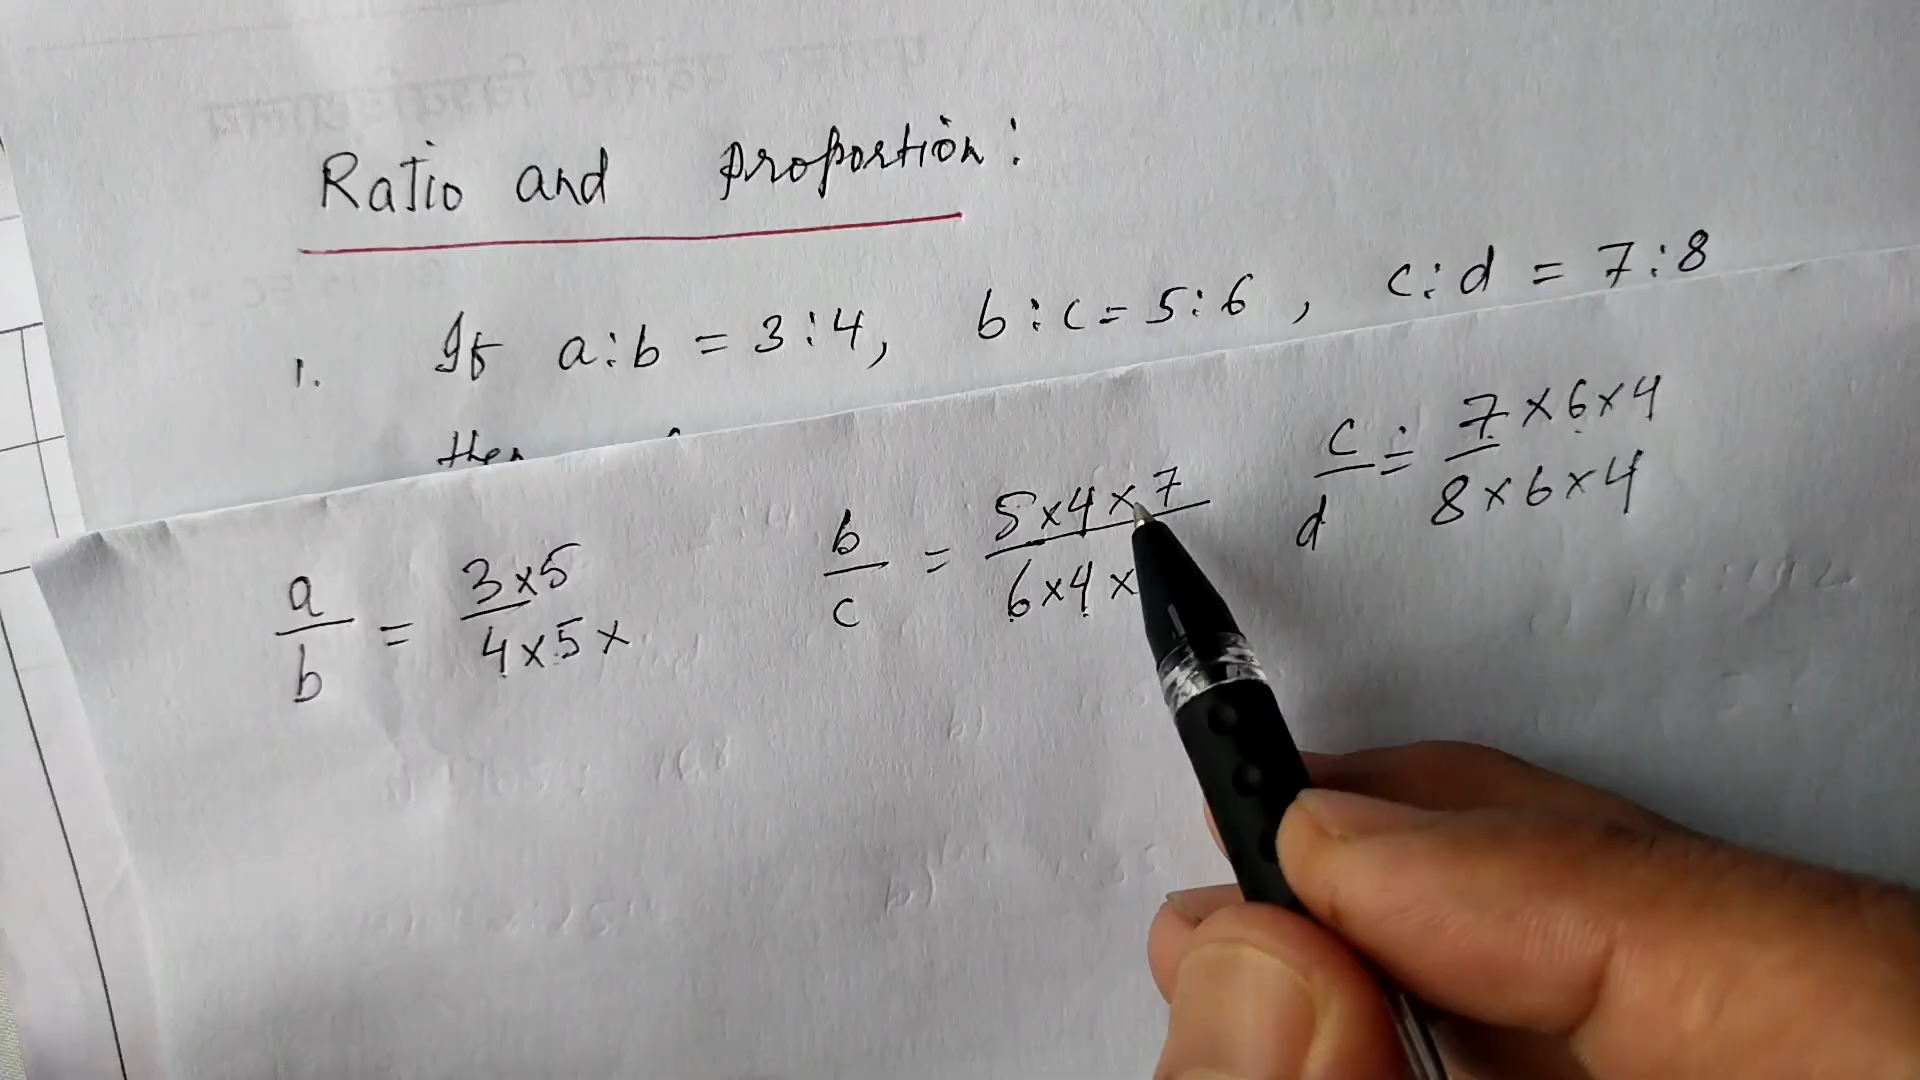 Ratio and proportion:
1. If a:b = 3:4, b:c = 5:6, c:d = 7:8
then
a/b = 3×5 / 4×5× b/c = 5×4×7 / 6×4× c/d = 7×6×4 / 8×6×4